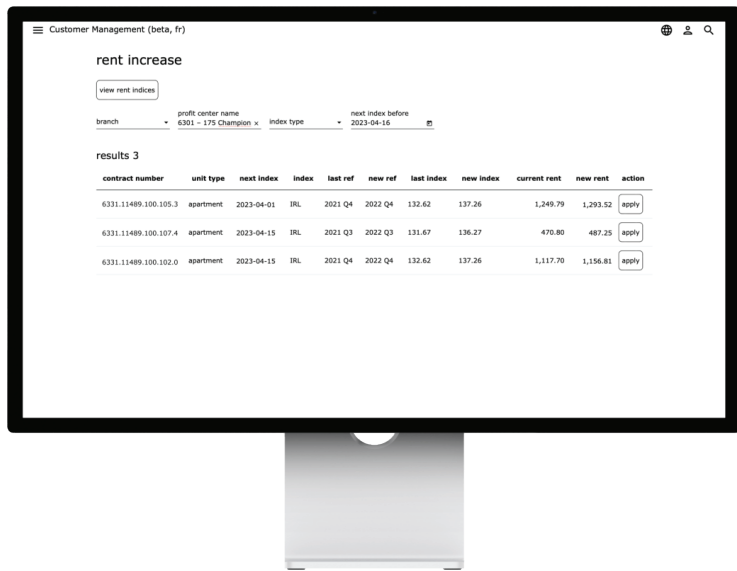 Customer Management (beta, fr)
rent increase
view rent indices
branch
profit center name
6301 – 175 Champion ×
index type
next index before
2023-04-16
results 3
contract number unit type next index index last ref new ref last index new index current rent new rent action
6331.11489.100.105.3 apartment 2023-04-01 IRL 2021 Q4 2022 Q4 132.62 137.26 1,249.79 1,293.52 apply
6331.11489.100.107.4 apartment 2023-04-15 IRL 2021 Q3 2022 Q3 131.67 136.27 470.80 487.25 apply
6331.11489.100.102.0 apartment 2023-04-15 IRL 2021 Q4 2022 Q4 132.62 137.26 1,117.70 1,156.81 apply